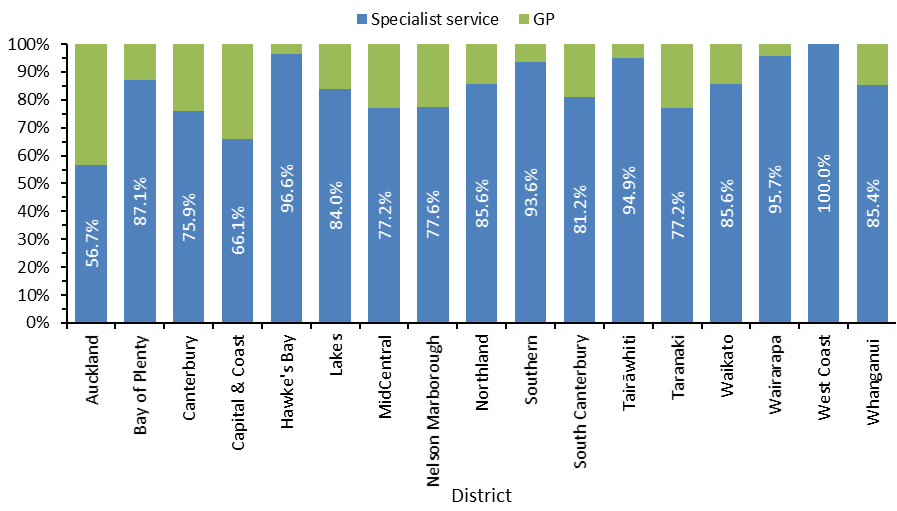 Specialist service GP
100%
90%
80%
70%
60%
50%
40%
30%
20%
10%
0%
56.7%
87.1%
75.9%
66.1%
96.6%
84.0%
77.2%
77.6%
85.6%
93.6%
81.2%
94.9%
77.2%
85.6%
95.7%
100.0%
85.4%
Auckland
Bay of Plenty
Canterbury
Capital & Coast
Hawke's Bay
Lakes
MidCentral
Nelson Marborough
Northland
Southern
South Canterbury
Tairāwhiti
Taranaki
Waikato
Wairarapa
West Coast
Whanganui
District